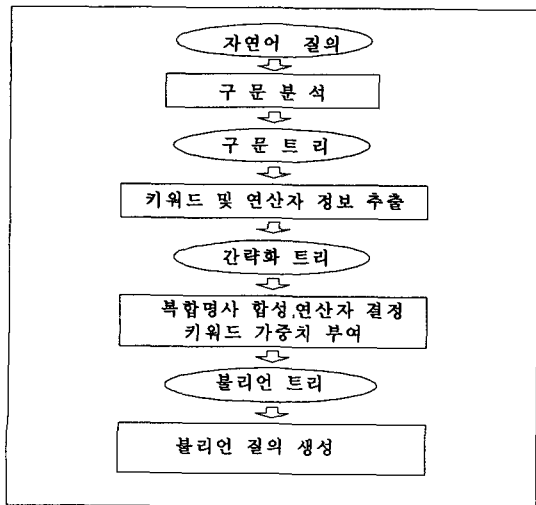 자연어 질의
구 문 분 석
구 문 트 리
키워드 및 연산자 정보 추출
간략화 트리
복합명사 합성,연산자 결정
키워드 가중치 부여
불리언 트리
불리언 질의 생성